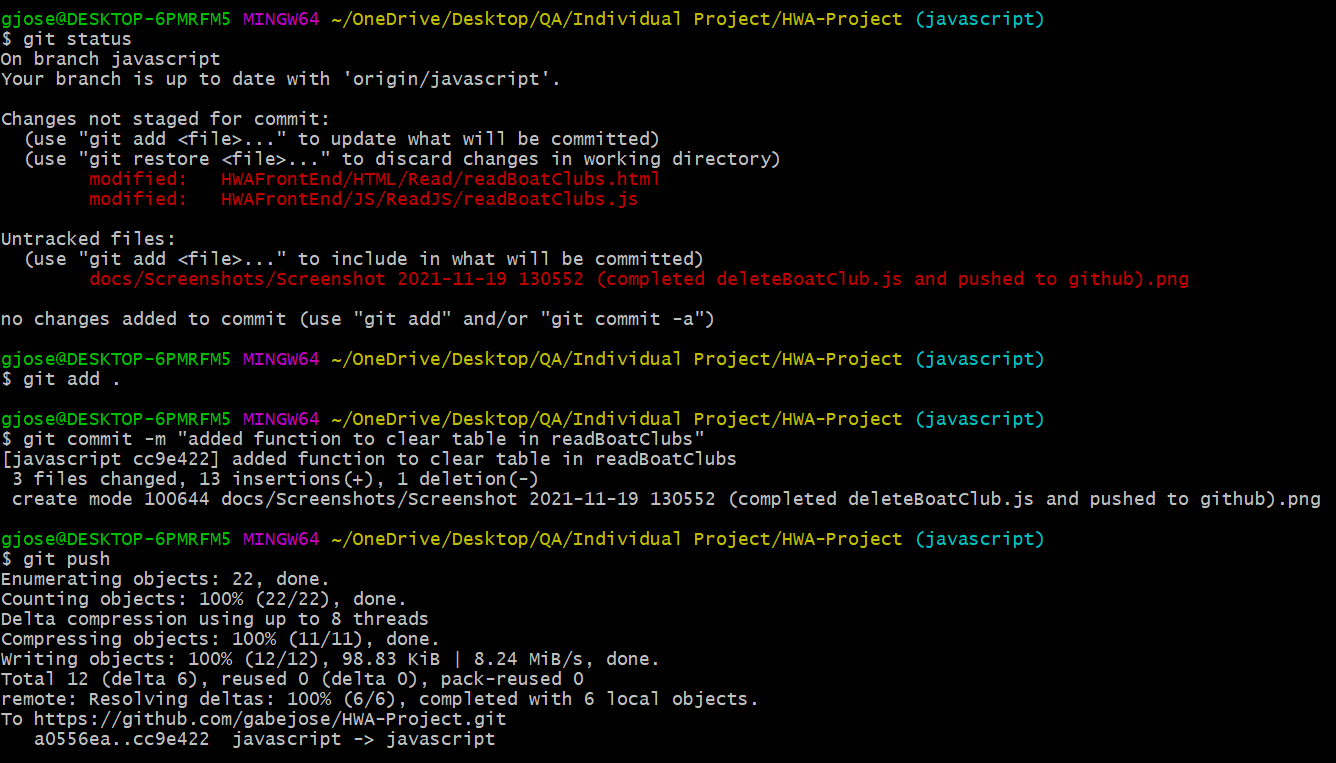 gjose@DESKTOP-6PMRFM5 MINGW64 ~/OneDrive/Desktop/QA/Individual Project/HWA-Project (javascript)
$ git status
On branch javascript
Your branch is up to date with 'origin/javascript'.
Changes not staged for commit:
(use "git add <file>..." to update what will be committed)
(use "git restore <file>..." to discard changes in working directory)
modified:   HWAFrontEnd/HTML/Read/readBoatClubs.html
modified:   HWAFrontEnd/JS/ReadJS/readBoatClubs.js
Untracked files:
(use "git add <file>..." to include in what will be committed)
docs/Screenshots/Screenshot 2021-11-19 130552 (completed deleteBoatClub.js and pushed to github).png
no changes added to commit (use "git add" and/or "git commit -a")
gjose@DESKTOP-6PMRFM5 MINGW64 ~/OneDrive/Desktop/QA/Individual Project/HWA-Project (javascript)
$ git add .
gjose@DESKTOP-6PMRFM5 MINGW64 ~/OneDrive/Desktop/QA/Individual Project/HWA-Project (javascript)
$ git commit -m "added function to clear table in readBoatClubs"
[javascript cc9e422] added function to clear table in readBoatClubs
3 files changed, 13 insertions(+), 1 deletion(-)
create mode 100644 docs/Screenshots/Screenshot 2021-11-19 130552 (completed deleteBoatClub.js and pushed to github).png
gjose@DESKTOP-6PMRFM5 MINGW64 ~/OneDrive/Desktop/QA/Individual Project/HWA-Project (javascript)
$ git push
Enumerating objects: 22, done.
Counting objects: 100% (22/22), done.
Delta compression using up to 8 threads
Compressing objects: 100% (11/11), done.
Writing objects: 100% (12/12), 98.83 KiB | 8.24 MiB/s, done.
Total 12 (delta 6), reused 0 (delta 0), pack-reused 0
remote: Resolving deltas: 100% (6/6), completed with 6 local objects.
To https://github.com/gabejose/HWA-Project.git
a0556ea..cc9e422  javascript -> javascript